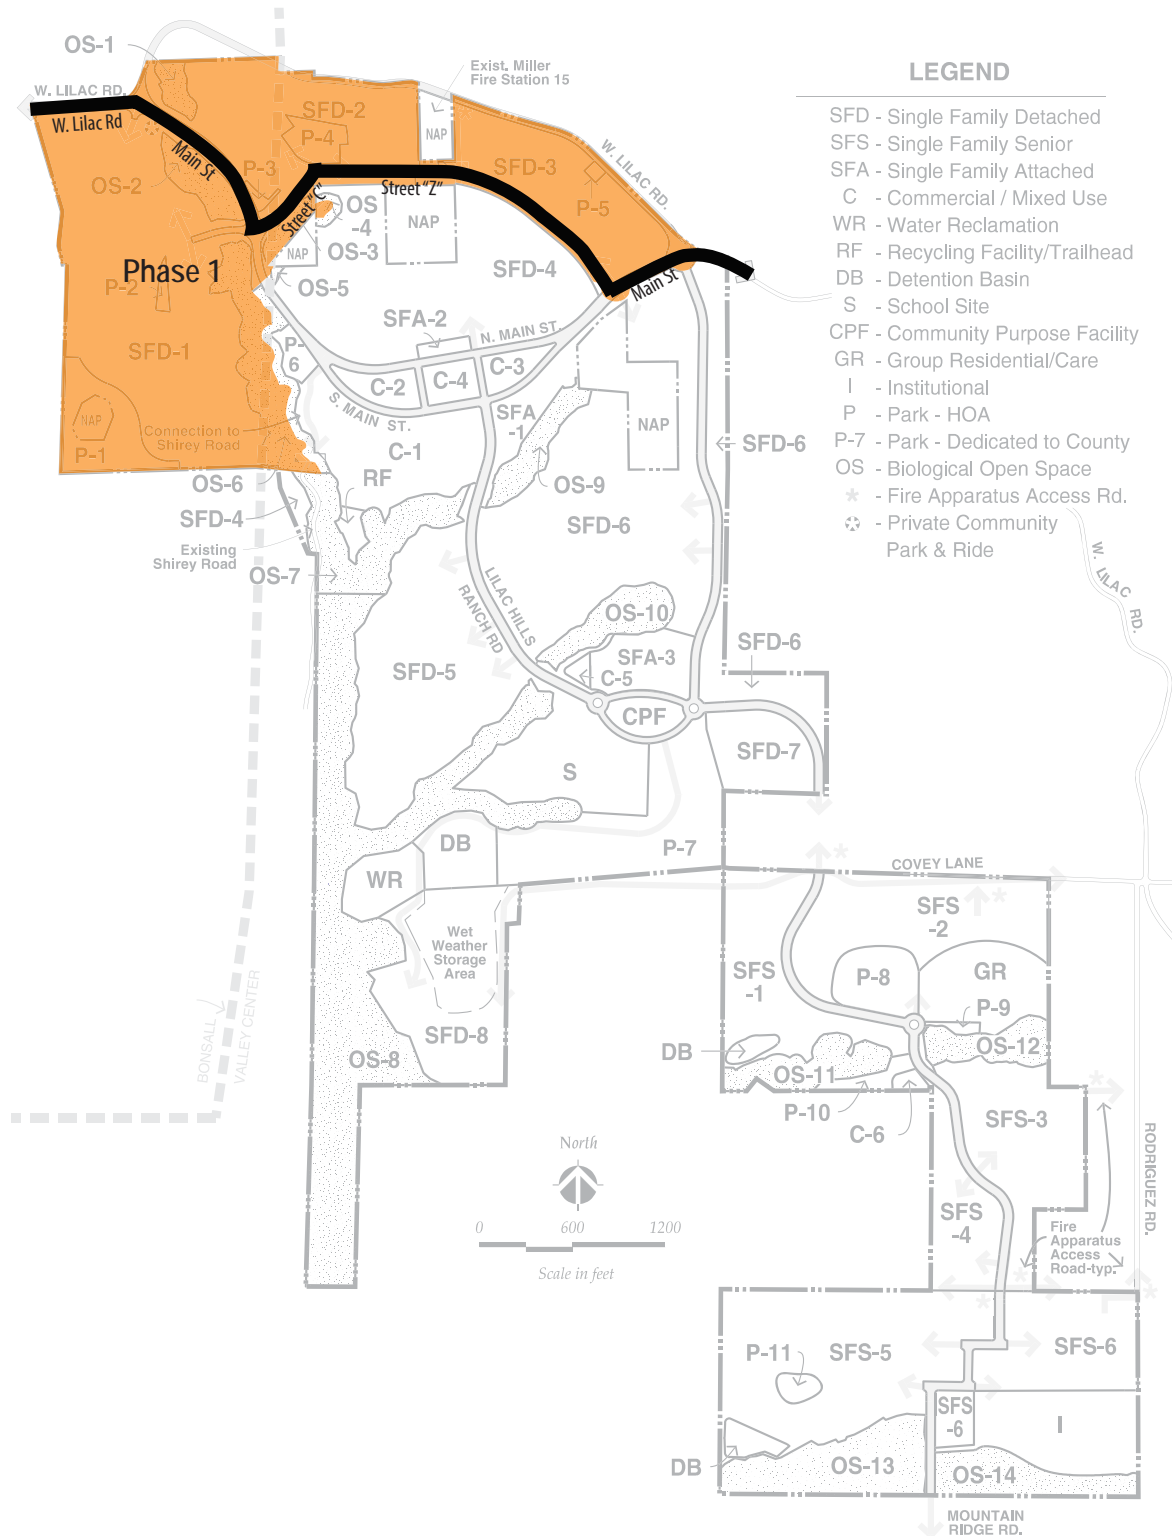 OS-1
W. LILAC RD.
W. Lilac Rd
Main St
OS-2
SFD-2
P-4
P-3
Exist. Miller
Fire Station 15
NAP
SFD-3
P-5
W. LILAC RD.
Street "C"
Street "Z"
OS
-4
OS-3
NAP
NAP
OS-5
SFD-4
Main St
Phase 1
P-2
SFD-1
NAP
P-1
Connection to
Shirey Road
P-
6
SFA-2
N. MAIN ST.
C-2
C-4
C-3
S. MAIN ST.
SFA
-1
C-1
RF
NAP
SFD-6
OS-6
SFD-4
Existing
Shirey Road
OS-7
OS-9
SFD-6
LEGEND
SFD - Single Family Detached
SFS - Single Family Senior
SFA - Single Family Attached
C - Commercial / Mixed Use
WR - Water Reclamation
RF - Recycling Facility/Trailhead
DB - Detention Basin
S - School Site
CPF - Community Purpose Facility
GR - Group Residential/Care
I - Institutional
P - Park - HOA
P-7 - Park - Dedicated to County
OS - Biological Open Space
* - Fire Apparatus Access Rd.
- Private Community
Park & Ride
W. LILAC RD.
LILAC HILLS
RANCH RD
OS-10
SFA-3
C-5
SFD-6
SFD-5
CPF
SFD-7
S
P-7
DB
WR
COVEY LANE
Wet
Weather
Storage
Area
SFD-8
OS-8
BONSALL
VALLEY CENTER
SFS
-2
SFS
-1
P-8
GR
P-9
OS-12
DB
OS-11
P-10
C-6
SFS-3
SFS
-4
RODRIGUEZ RD.
Fire
Apparatus
Access
Road-typ.
North
0 600 1200
Scale in feet
P-11
SFS-5
SFS-6
SFS
-6
I
DB
OS-13
OS-14
MOUNTAIN
RIDGE RD.